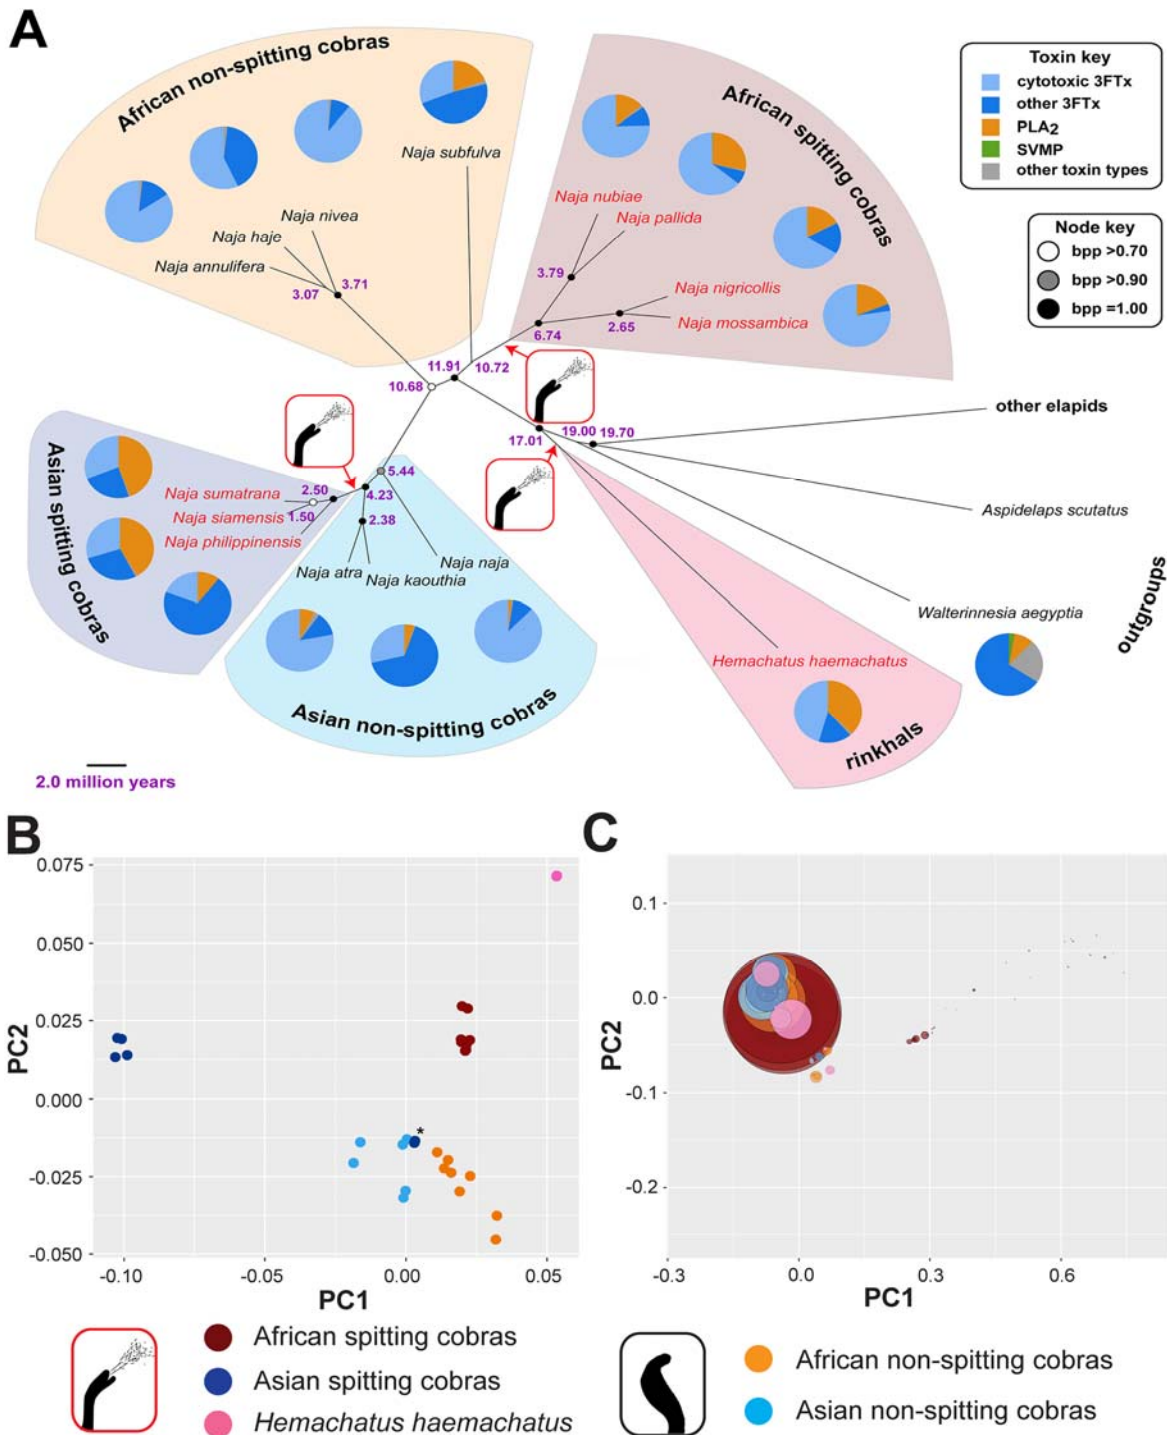 A
African non-spitting cobras
African spitting cobras
Toxin key
cytotoxic 3FTx
other 3FTx
PLA2
SVMP
other toxin types
Node key
bpp >0.70
bpp >0.90
bpp =1.00
Naja subfulva
Naja nivea
Naja haje
Naja annulifera
3.71
3.07
Naja nubiae
Naja pallida
3.79
Naja nigricollis
Naja mossambica
6.74
2.65
11.91
10.72
10.68
other elapids
19.00
19.70
17.01
Aspidelaps scutatus
Walterinnesia aegyptia
outgroups
Hemachatus haemachatus
rinkhals
Asian spitting cobras
Naja sumatrana
Naja siamensis
Naja philippinensis
2.50
1.50
5.44
4.23
2.38
Naja atra
Naja kaouthia
Naja naja
Asian non-spitting cobras
2.0 million years
B
0.075
0.050
0.025
0.000
-0.025
-0.050
PC2
*
-0.10
-0.05
0.00
0.05
PC1
C
0.1
0.0
-0.1
-0.2
PC2
-0.3
0.0
0.3
0.6
PC1
African spitting cobras
Asian spitting cobras
Hemachatus haemachatus
African non-spitting cobras
Asian non-spitting cobras